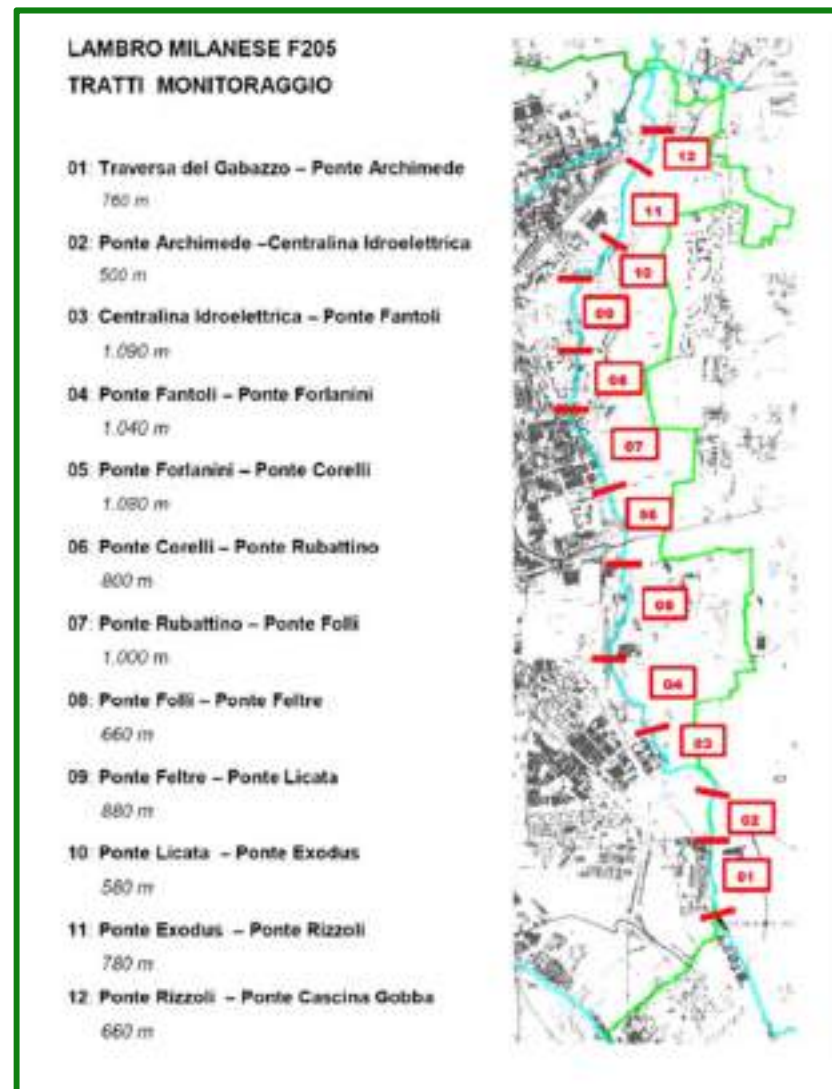 LAMBRO MILANESE F205
TRATTI MONITORAGGIO
01: Traversa del Gabazzo – Ponte Archimede
760 m
02: Ponte Archimede –Centralina Idroelettrica
500 m
03: Centralina Idroelettrica – Ponte Fantoli
1.090 m
04: Ponte Fantoli – Ponte Forlanini
1.040 m
05: Ponte Forlanini – Ponte Corelli
1.080 m
06: Ponte Corelli – Ponte Rubattino
800 m
07: Ponte Rubattino – Ponte Folli
1.000 m
08: Ponte Folli – Ponte Feltre
660 m
09: Ponte Feltre – Ponte Licata
880 m
10: Ponte Licata – Ponte Exodus
580 m
11: Ponte Exodus – Ponte Rizzoli
780 m
12: Ponte Rizzoli – Ponte Cascina Gobba
660 m
12
11
10
09
08
07
06
05
04
03
02
01